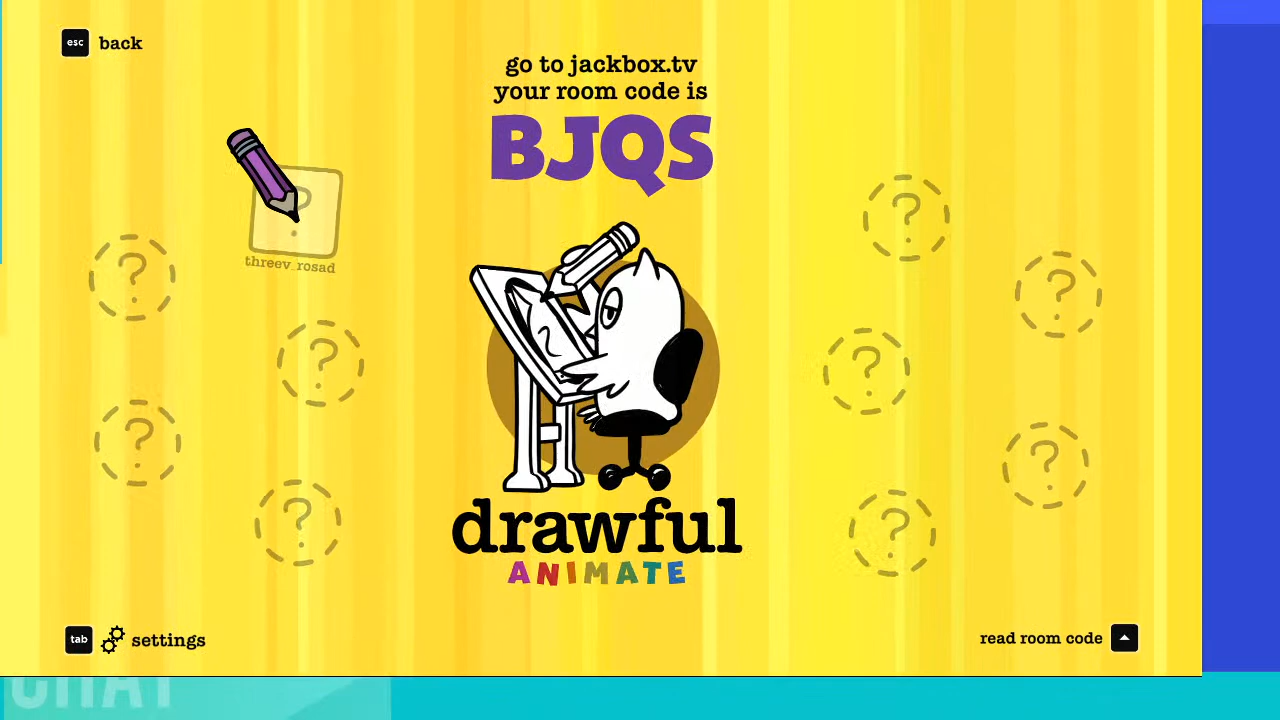 esc back
go to jackbox.tv
your room code is
BJQS
threev_rosad
drawful
ANIMATE
tab settings
read room code
CHAT